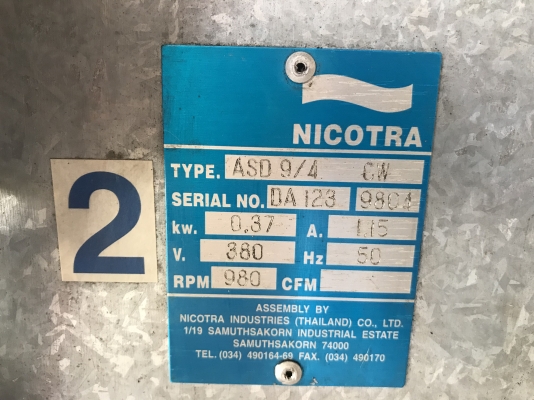 2
NICOTRA
TYPE. ASD 9/4 CW
SERIAL NO. DA 123 9804
kw. 0.37 A. 1.15
V. 380 Hz 50
RPM 980 CFM
ASSEMBLY BY
NICOTRA INDUSTRIES (THAILAND) CO., LTD.
1/19 SAMUTHSAKORN INDUSTRIAL ESTATE
SAMUTHSAKORN 74000
TEL. (034) 490164-69 FAX. (034) 490170